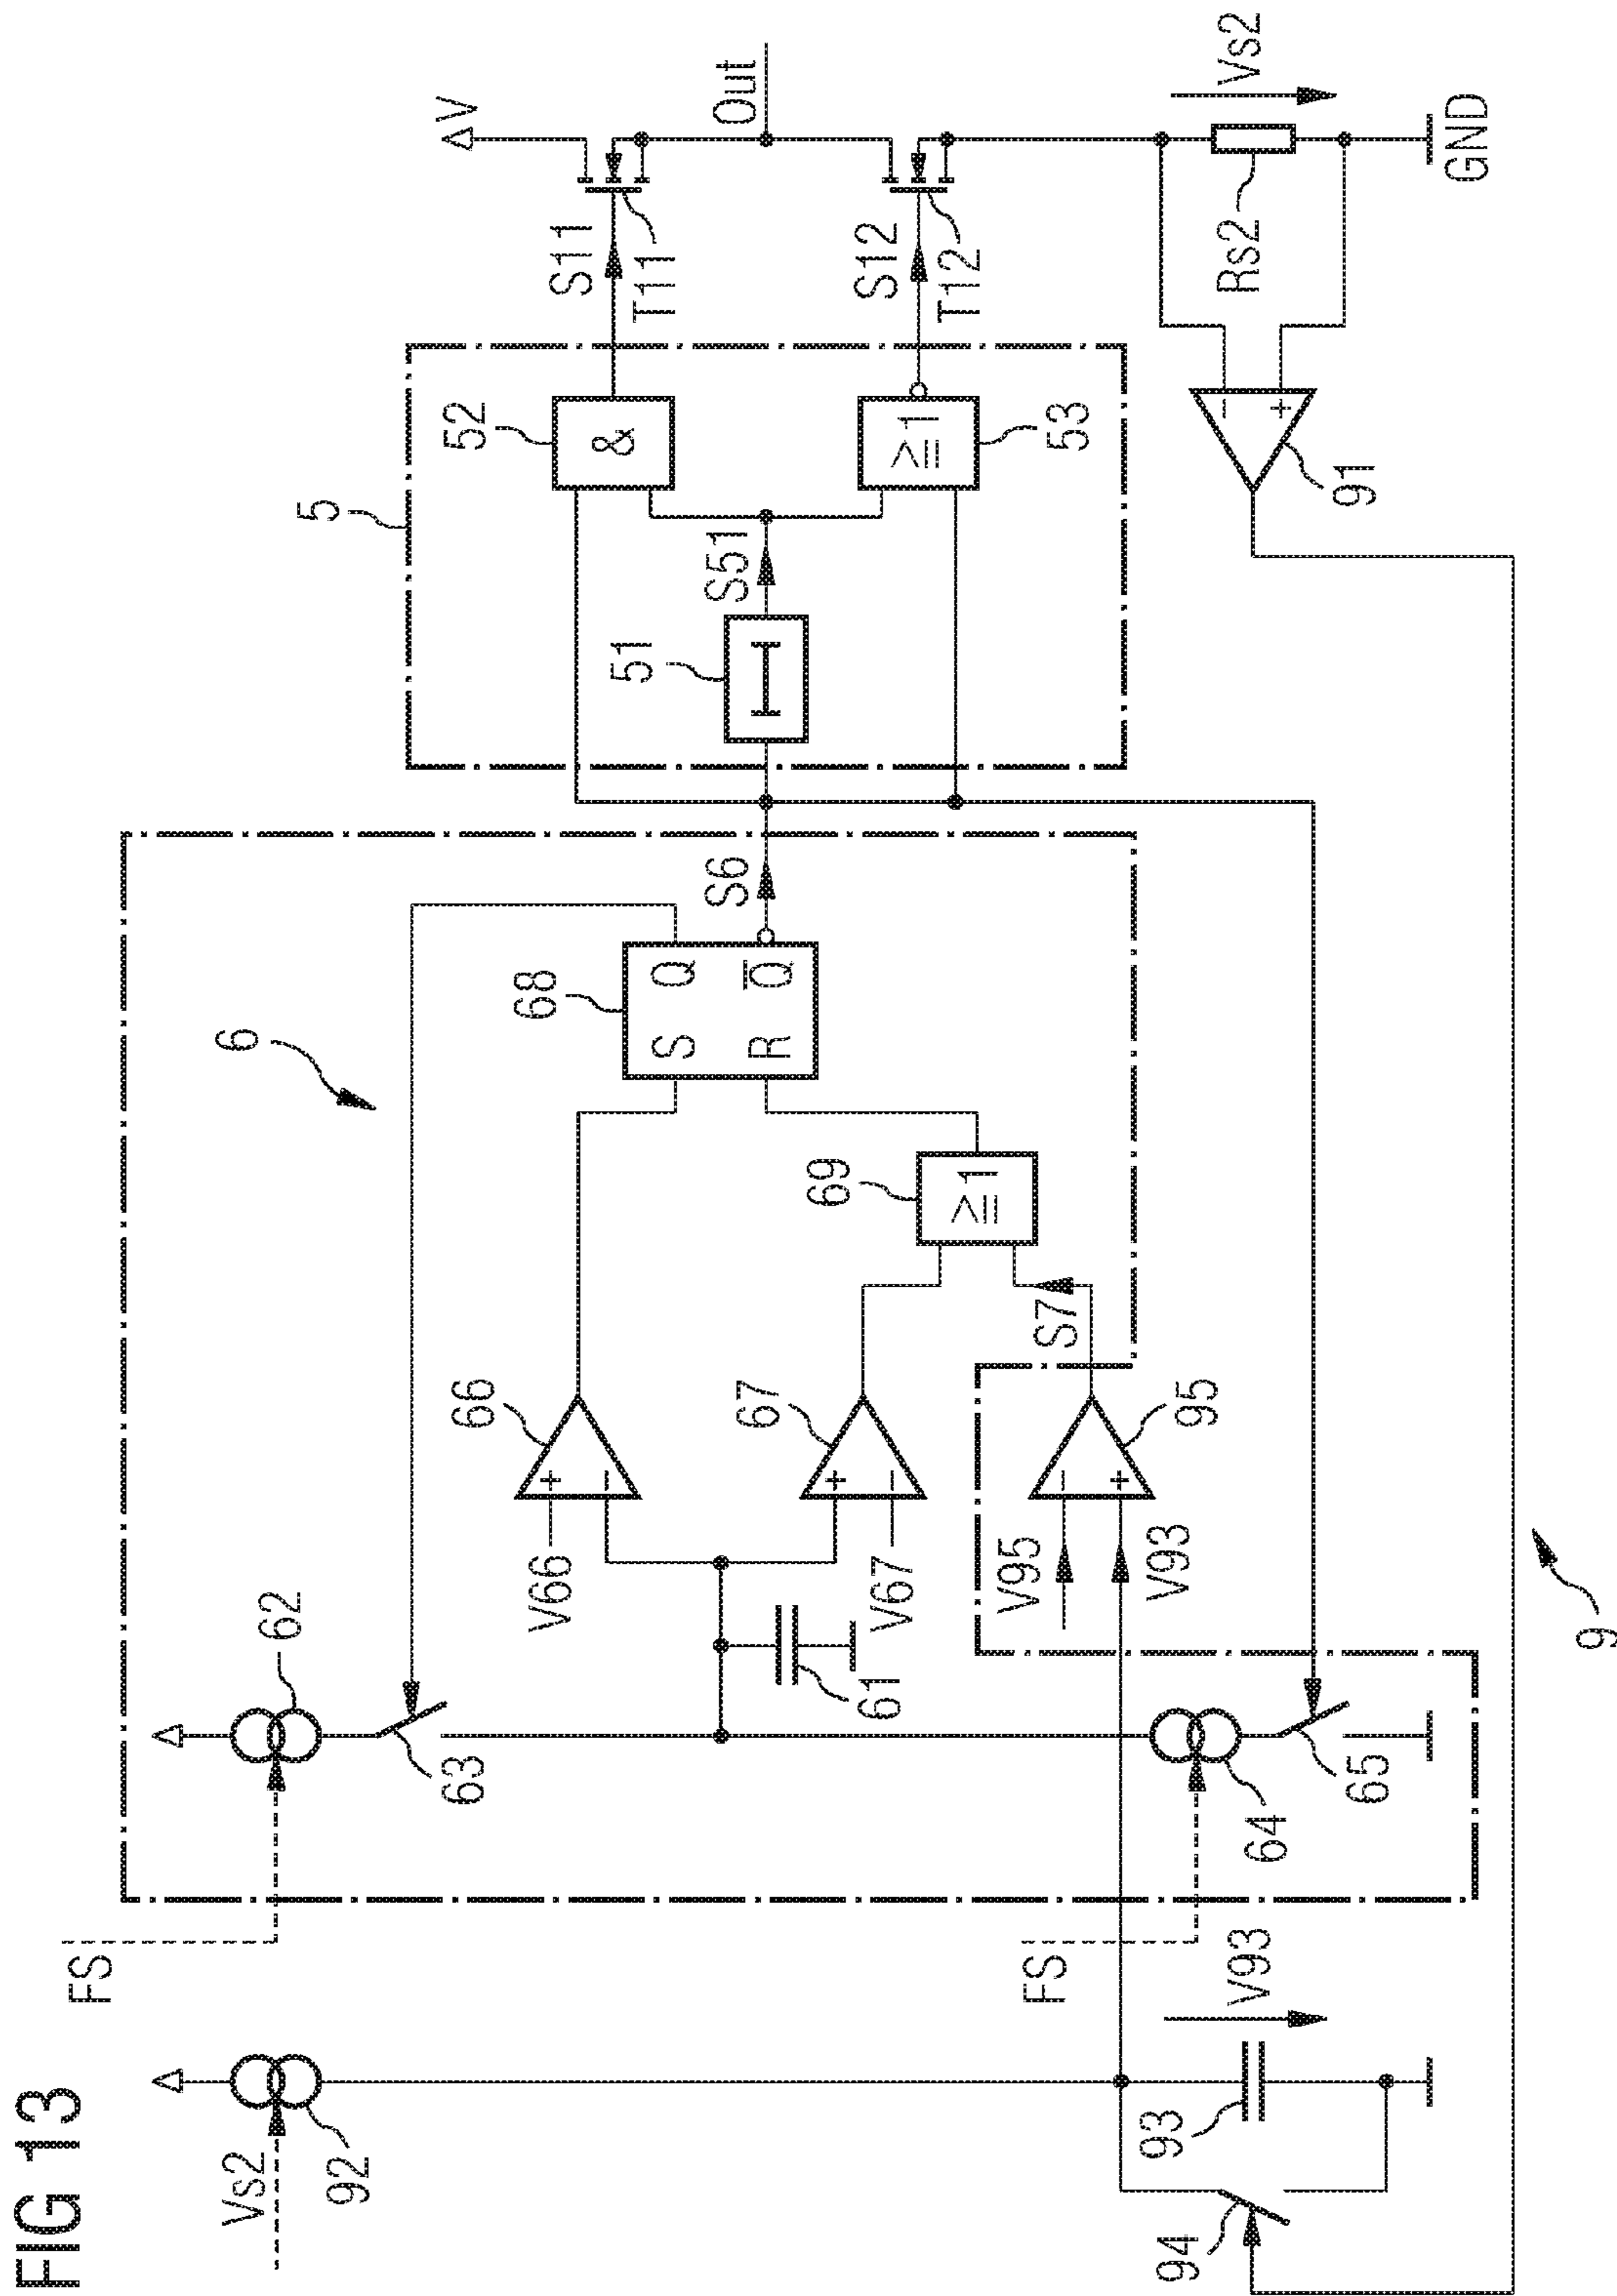 FIG 13
FS
Vs2
92
62
63
6
66
V66
67
V67
61
68
S Q
R Q̅
S6
69
≥1
S7
V95
95
V93
FS
64
65
V93
93
94
5
51
S51
52
&
53
≥1
S11
T11
S12
T12
V
Out
Vs2
Rs2
GND
91
9
+
−
+
−
−
+
−
+